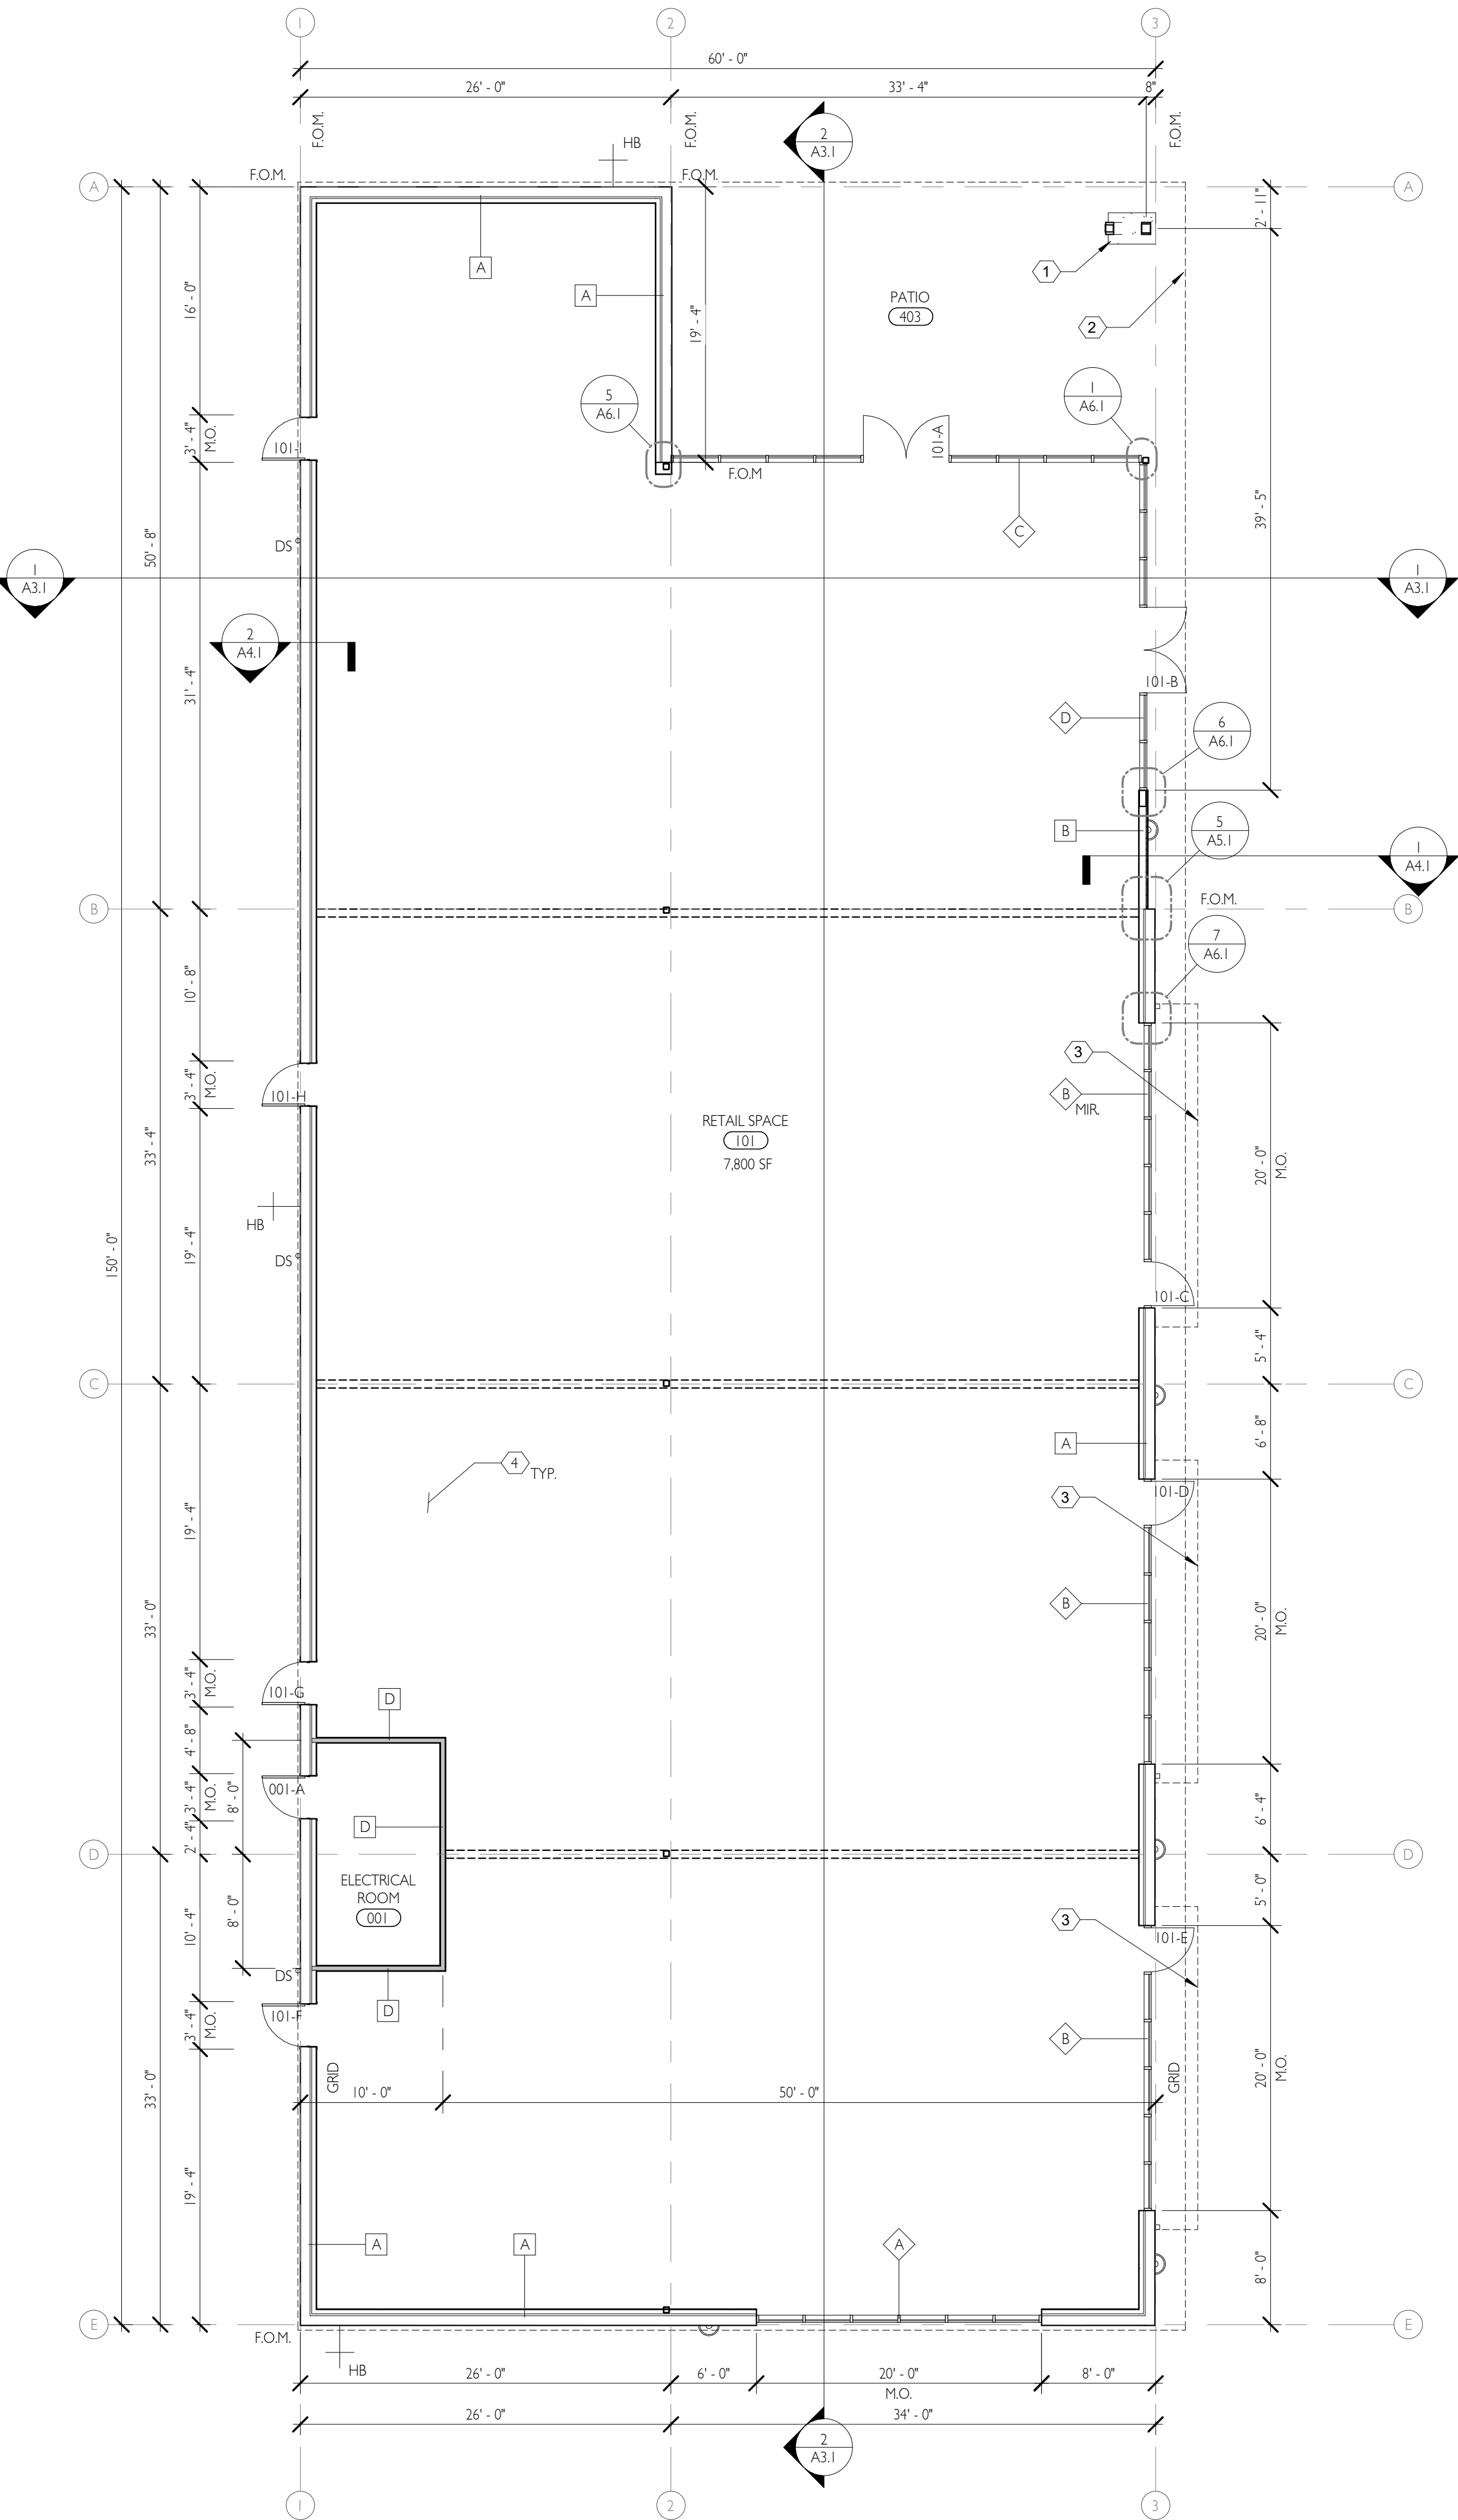 1
2
3
60' - 0"
26' - 0"
33' - 4"
8"
F.O.M.
F.O.M.
F.O.M.
2
A3.1
HB
F.O.M.
F.O.M.
A
A
2' - 11"
A
1
A
PATIO
403
16' - 0"
19' - 4"
2
5
A6.1
1
A6.1
101-A
3' - 4"
M.O.
101-I
F.O.M
39' - 5"
C
DS
50' - 8"
1
A3.1
1
A3.1
2
A4.1
31' - 4"
101-B
D
6
A6.1
B
5
A5.1
1
A4.1
F.O.M.
B
B
7
A6.1
10' - 8"
3
3' - 4"
M.O.
101-H
B
MIR.
RETAIL SPACE
101
7,800 SF
33' - 4"
20' - 0"
M.O.
HB
19' - 4"
150' - 0"
DS
101-C
5' - 4"
C
C
6' - 8"
A
4
TYP.
101-D
3
19' - 4"
B
33' - 0"
20' - 0"
M.O.
3' - 4"
M.O.
101-G
D
4' - 8"
3' - 4"
M.O.
8' - 0"
001-A
6' - 4"
D
2' - 4"
D
D
ELECTRICAL
ROOM
001
8' - 0"
10' - 4"
5' - 0"
3
101-E
DS
D
101-F
3' - 4"
M.O.
B
GRID
GRID
10' - 0"
50' - 0"
20' - 0"
M.O.
33' - 0"
19' - 4"
A
A
A
8' - 0"
E
E
F.O.M.
HB
26' - 0"
6' - 0"
20' - 0"
M.O.
8' - 0"
26' - 0"
34' - 0"
2
A3.1
1
2
3